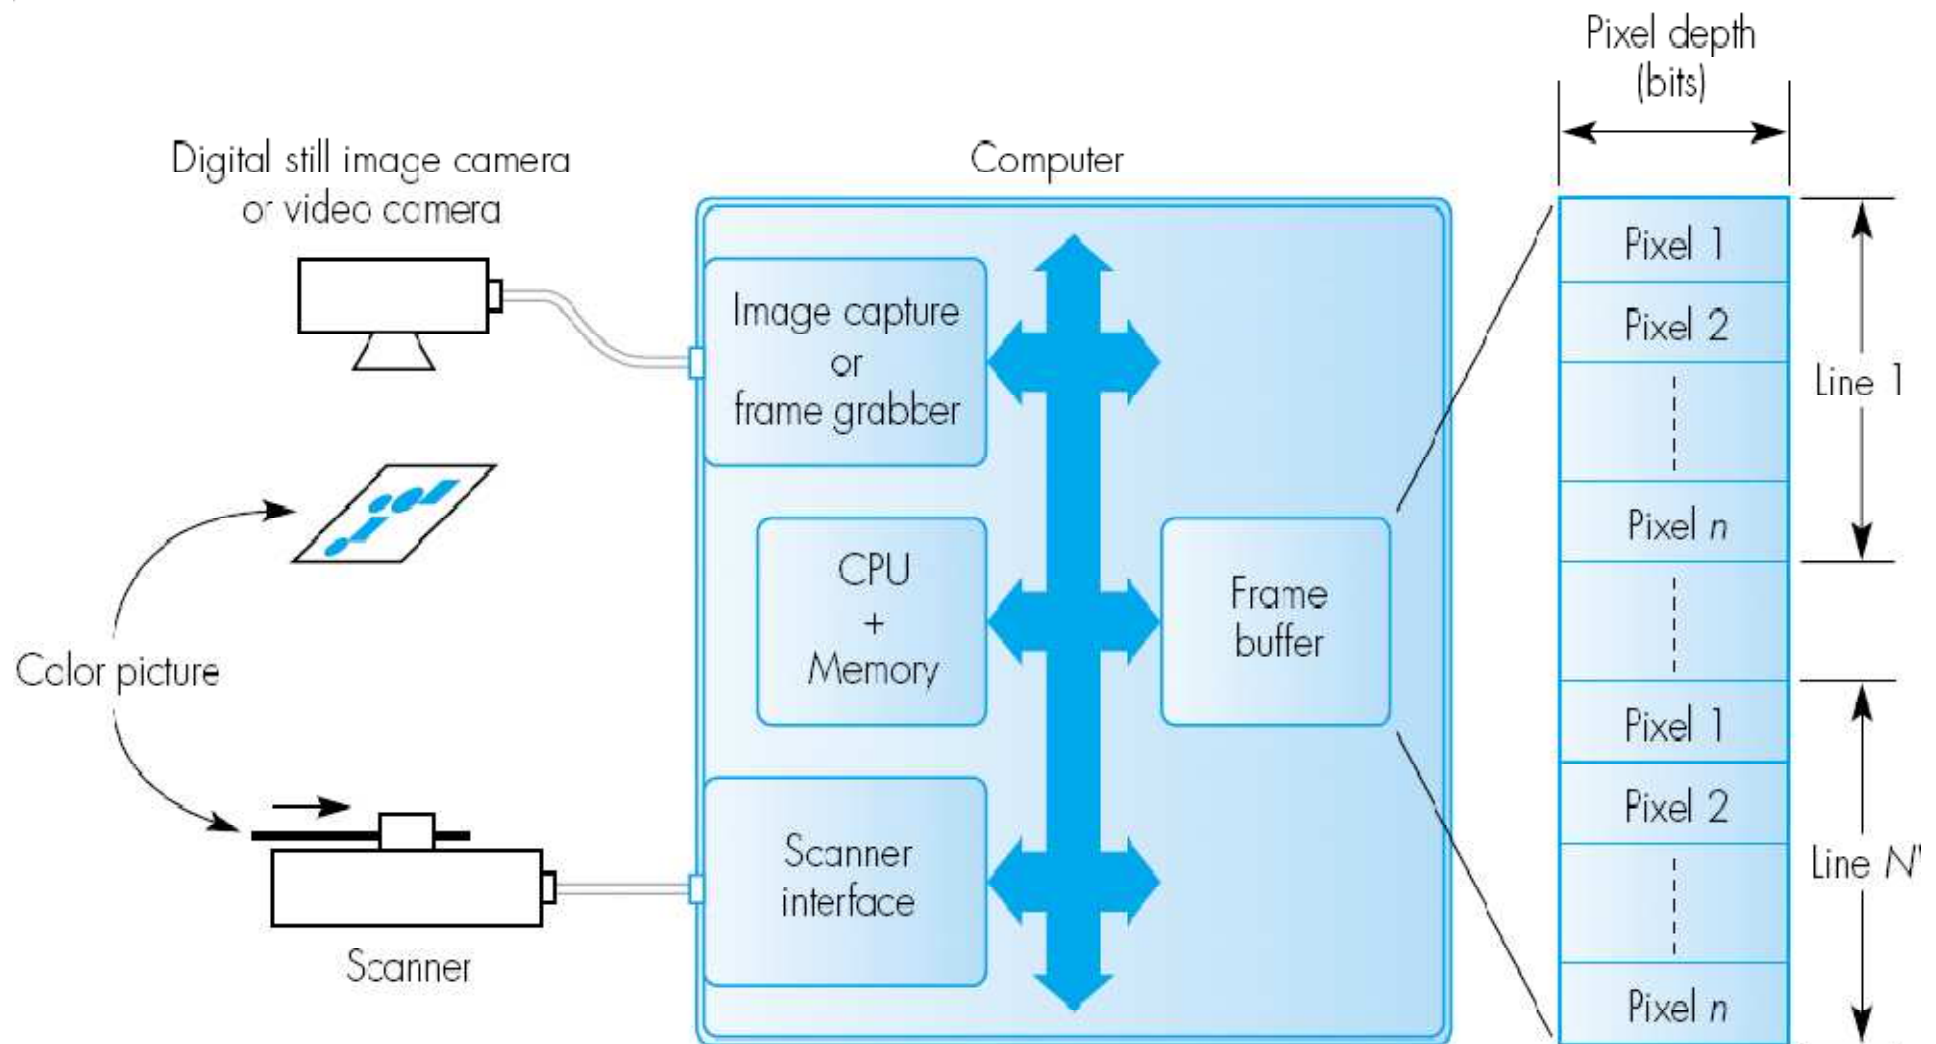 Pixel depth
(bits)
Digital still image camera
or video camera
Computer
Image capture
or
frame grabber
Color picture
CPU
+
Memory
Frame
buffer
Scanner
interface
Scanner
Pixel 1
Pixel 2
Pixel n
Line 1
Pixel 1
Pixel 2
Pixel n
Line N'